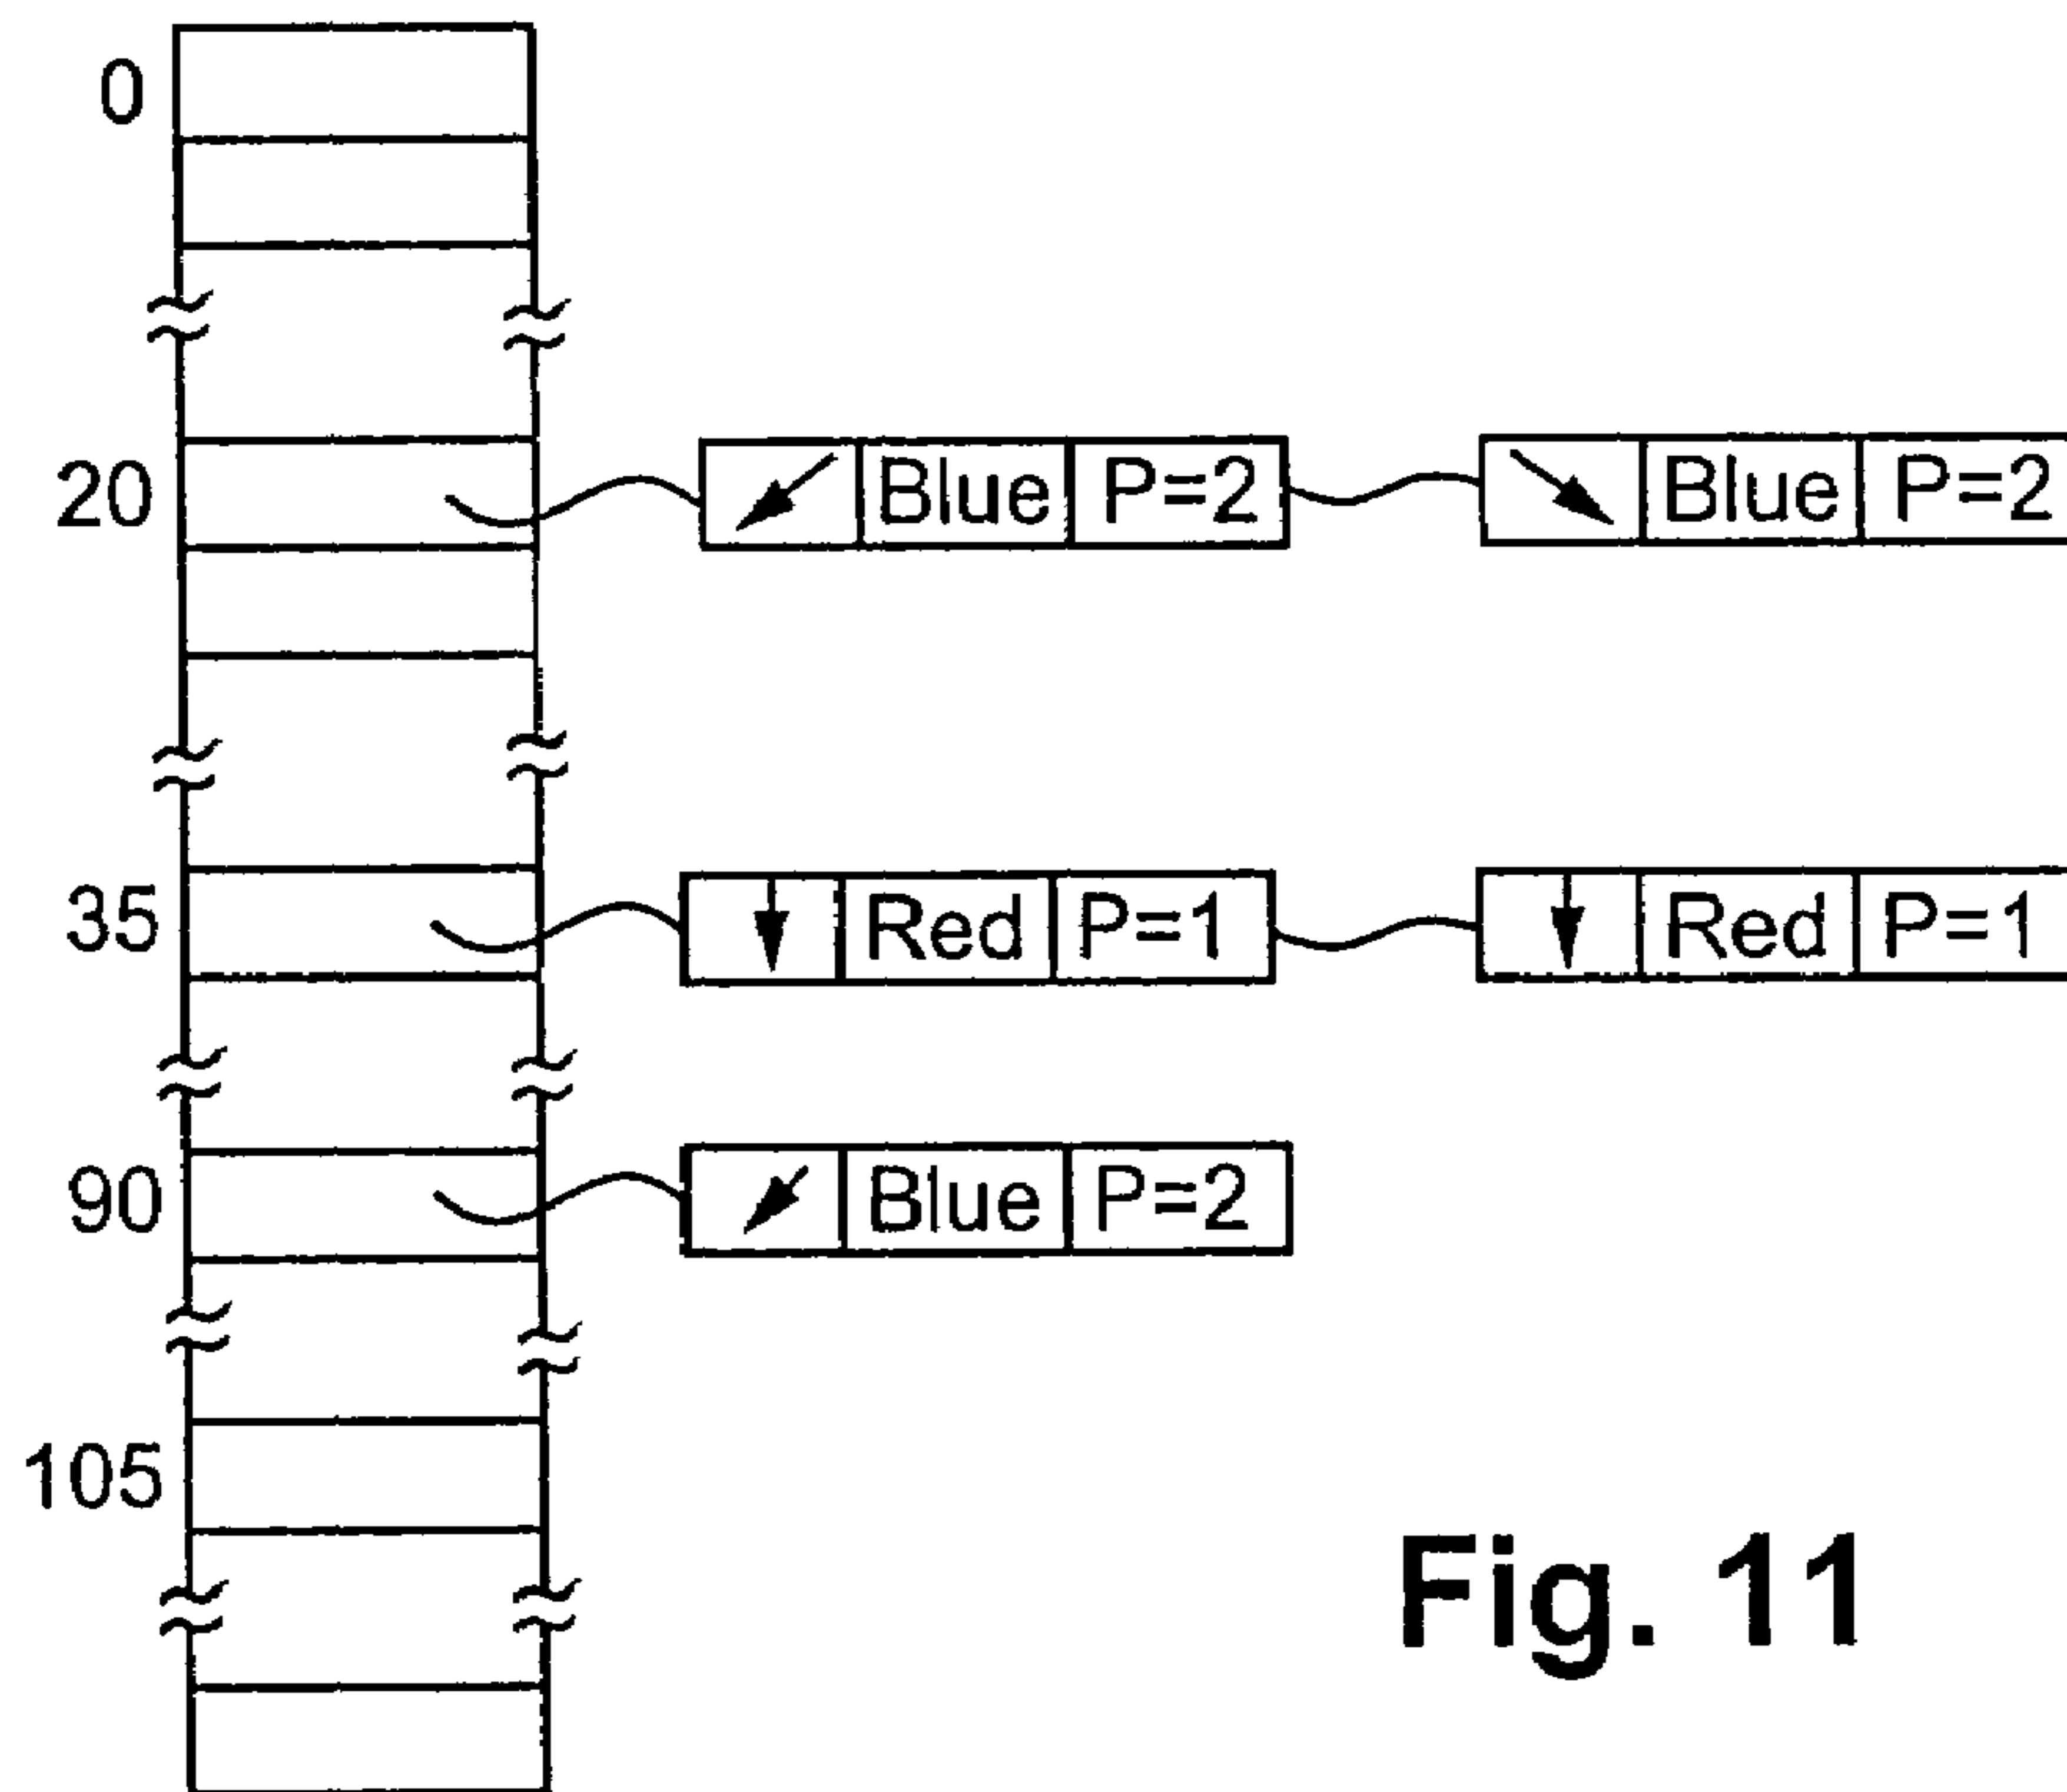 0
20 Blue P=2 Blue P=2
35 Red P=1 Red P=1
90 Blue P=2
105
Fig. 11